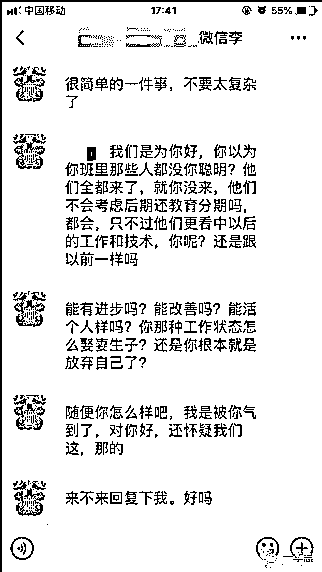 中国移动 17:41 55%
微信李
很简单的一件事，不要太复杂
了
我们是为你好，你以为
你班里那些人都没你聪明？他
们全都来了，就你没来，他们
不会考虑后期还教育分期吗，
都会，只不过他们更看中以后
的工作和技术，你呢？还是跟
以前一样吗
能有进步吗？能改善吗？能活
个人样吗？你那种工作状态怎
么娶妻生子？还是你根本就是
放弃自己了？
随便你怎么样吧，我是被你气
到了，对你好，还怀疑我们
这，那的
来不来回复下我。好吗